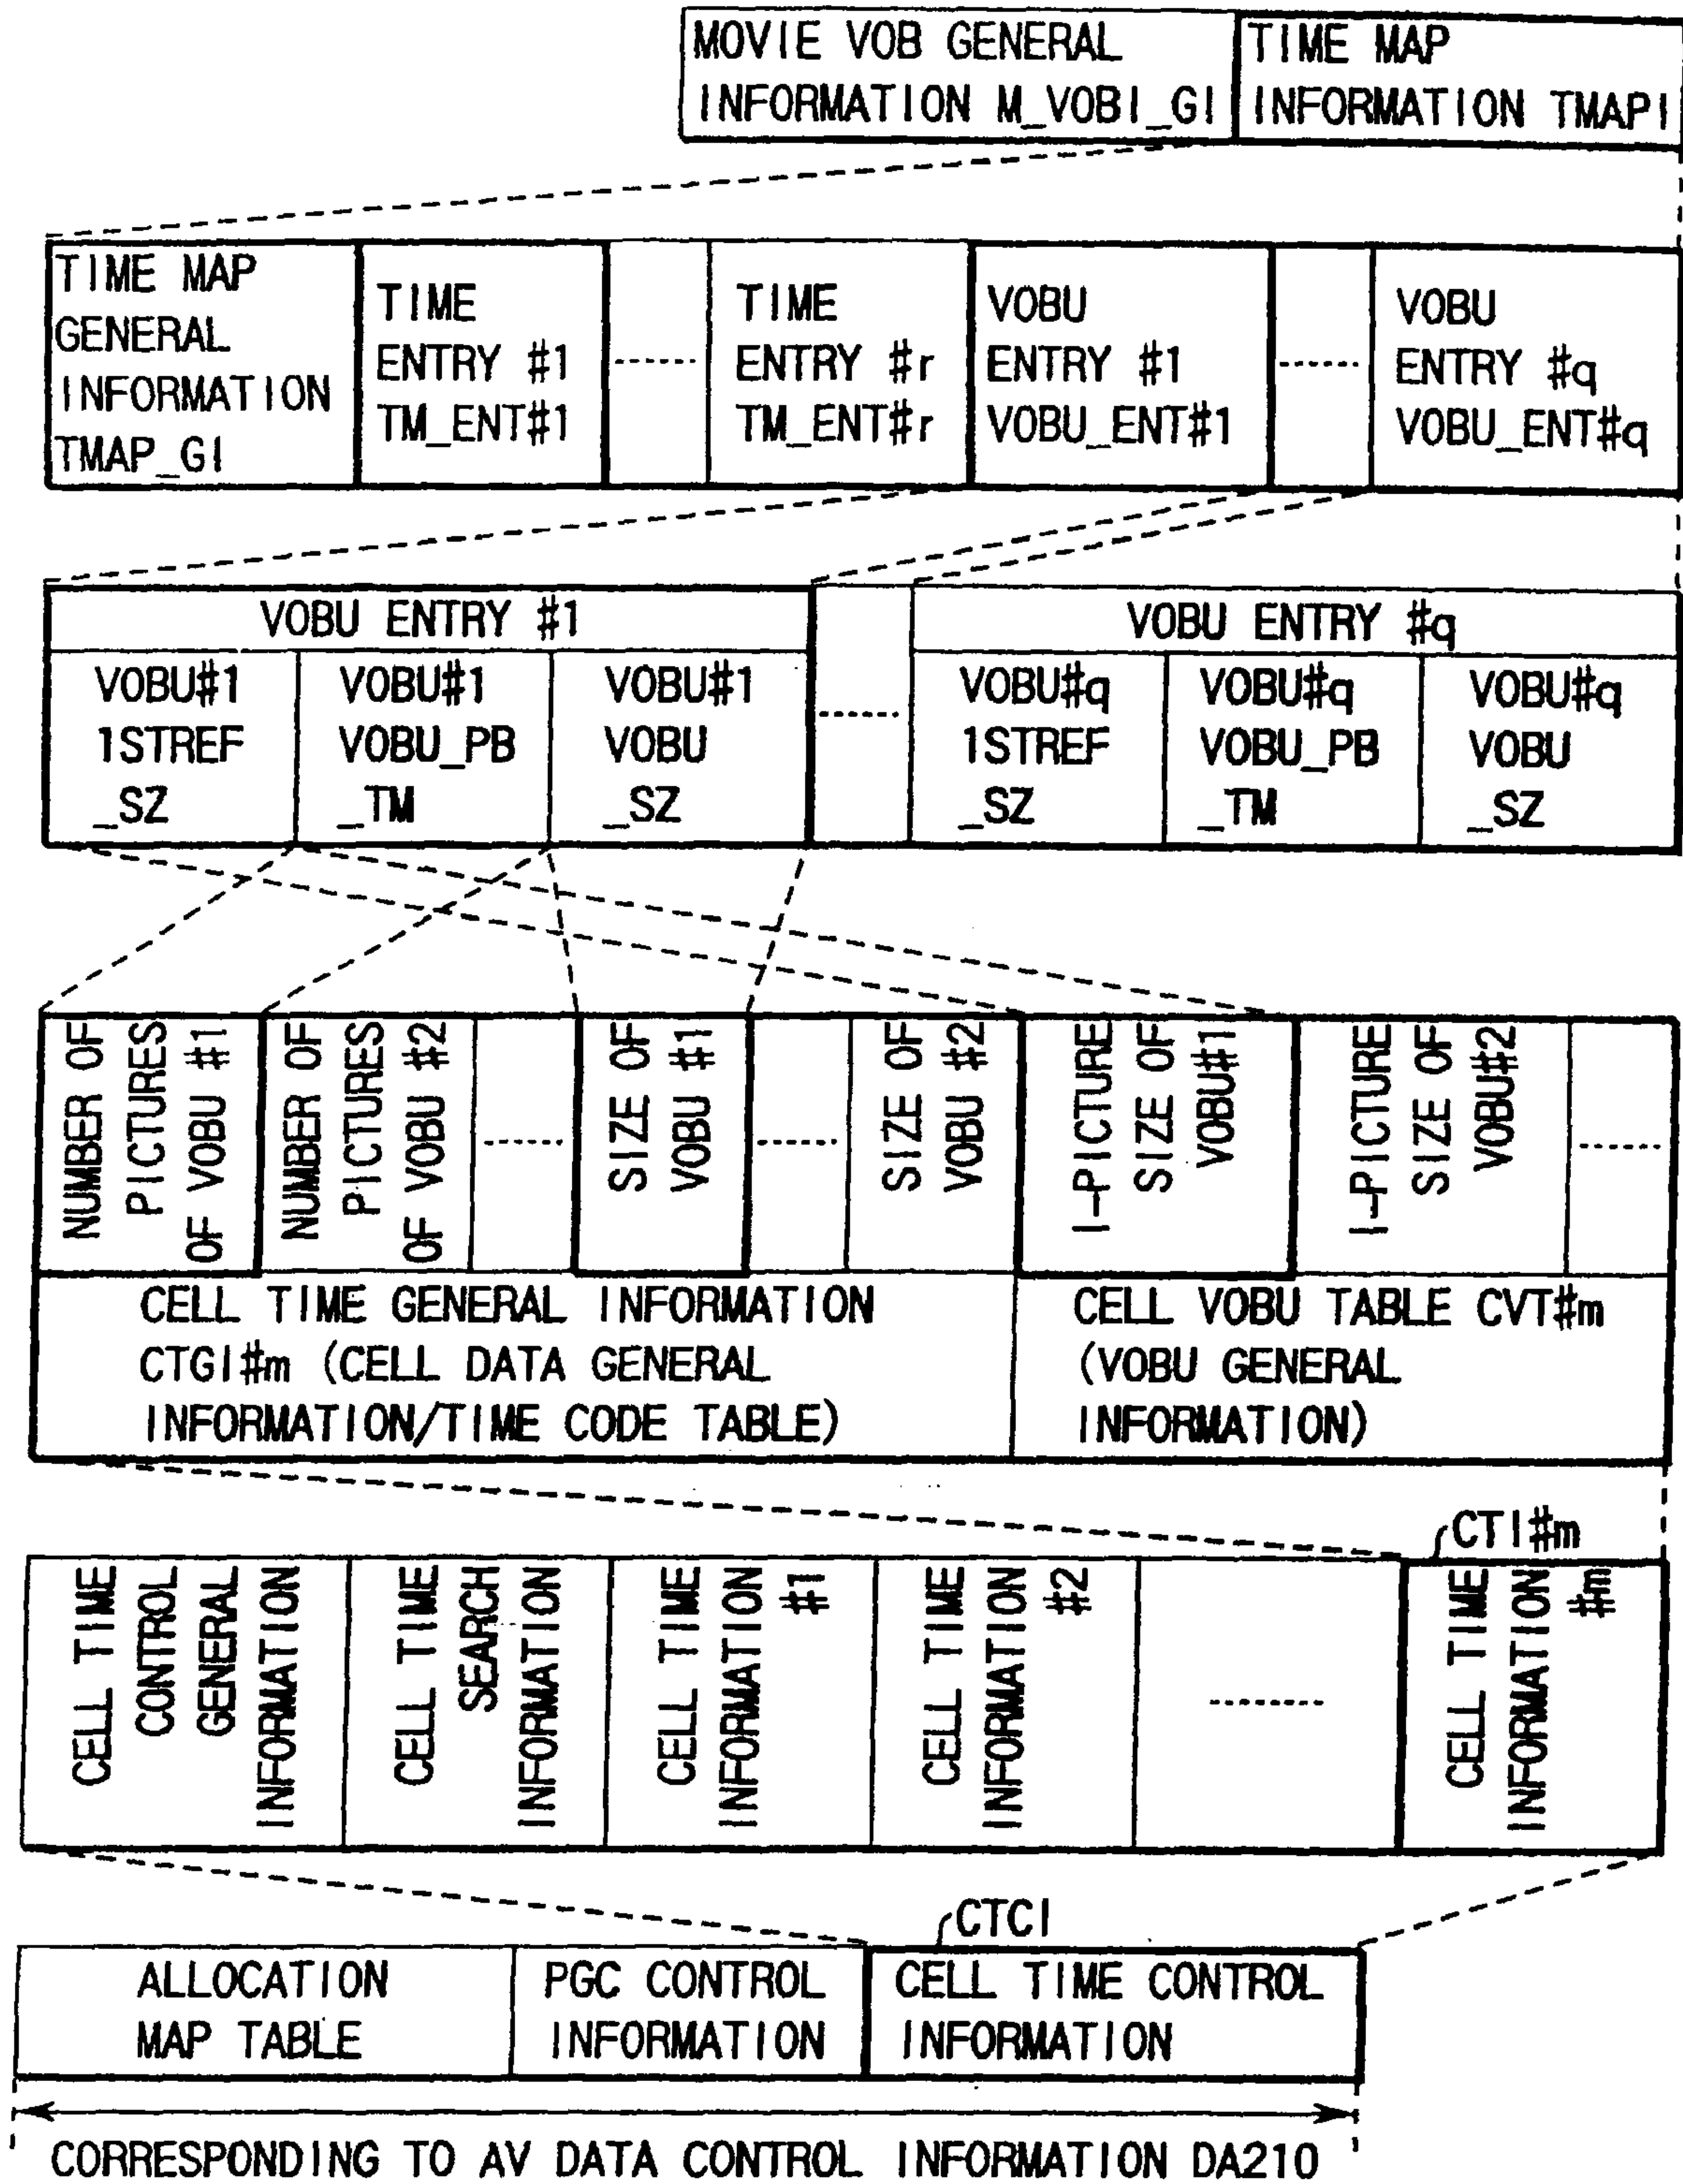 MOVIE VOB GENERAL
INFORMATION M_VOBI_GI
TIME MAP
INFORMATION TMAPI
TIME MAP
GENERAL
INFORMATION
TMAP_GI
TIME
ENTRY #1
TM_ENT#1
TIME
ENTRY #r
TM_ENT#r
VOBU
ENTRY #1
VOBU_ENT#1
VOBU
ENTRY #q
VOBU_ENT#q
VOBU ENTRY #1
VOBU#1
1STREF
_SZ
VOBU#1
VOBU_PB
_TM
VOBU#1
VOBU
_SZ
VOBU ENTRY #q
VOBU#q
1STREF
_SZ
VOBU#q
VOBU_PB
_TM
VOBU#q
VOBU
_SZ
NUMBER OF
PICTURES
OF VOBU #1
NUMBER OF
PICTURES
OF VOBU #2
SIZE OF
VOBU #1
SIZE OF
VOBU #2
I-PICTURE
SIZE OF
VOBU#1
I-PICTURE
SIZE OF
VOBU#2
CELL TIME GENERAL INFORMATION
CTGI#m (CELL DATA GENERAL
INFORMATION/TIME CODE TABLE)
CELL VOBU TABLE CVT#m
(VOBU GENERAL
INFORMATION)
CTI#m
CELL TIME
CONTROL
GENERAL
INFORMATION
CELL TIME
SEARCH
INFORMATION
CELL TIME
INFORMATION
#1
CELL TIME
INFORMATION
#2
CELL TIME
INFORMATION
#m
CTCI
ALLOCATION
MAP TABLE
PGC CONTROL
INFORMATION
CELL TIME CONTROL
INFORMATION
CORRESPONDING TO AV DATA CONTROL INFORMATION DA210